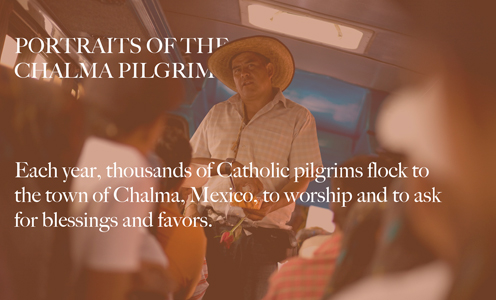 PORTRAITS OF THE
CHALMA PILGRIM
Each year, thousands of Catholic pilgrims flock to
the town of Chalma, Mexico, to worship and to ask
for blessings and favors.